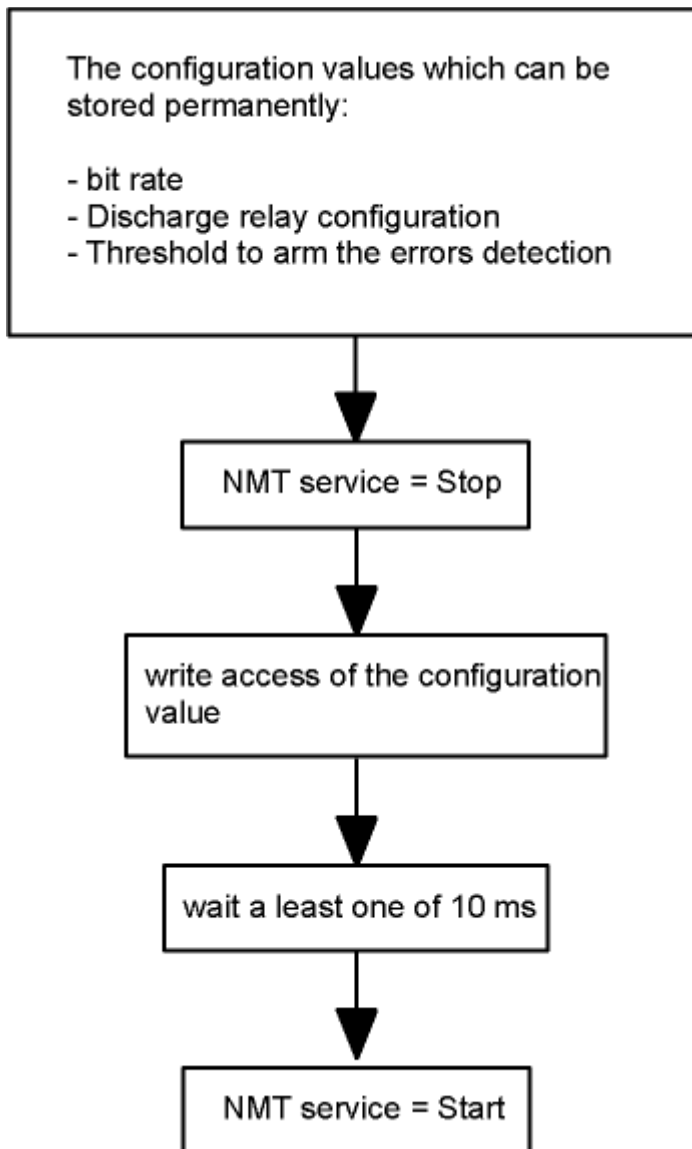 The configuration values which can be
stored permanently:
- bit rate
- Discharge relay configuration
- Threshold to arm the errors detection
NMT service = Stop
write access of the configuration
value
wait a least one of 10 ms
NMT service = Start